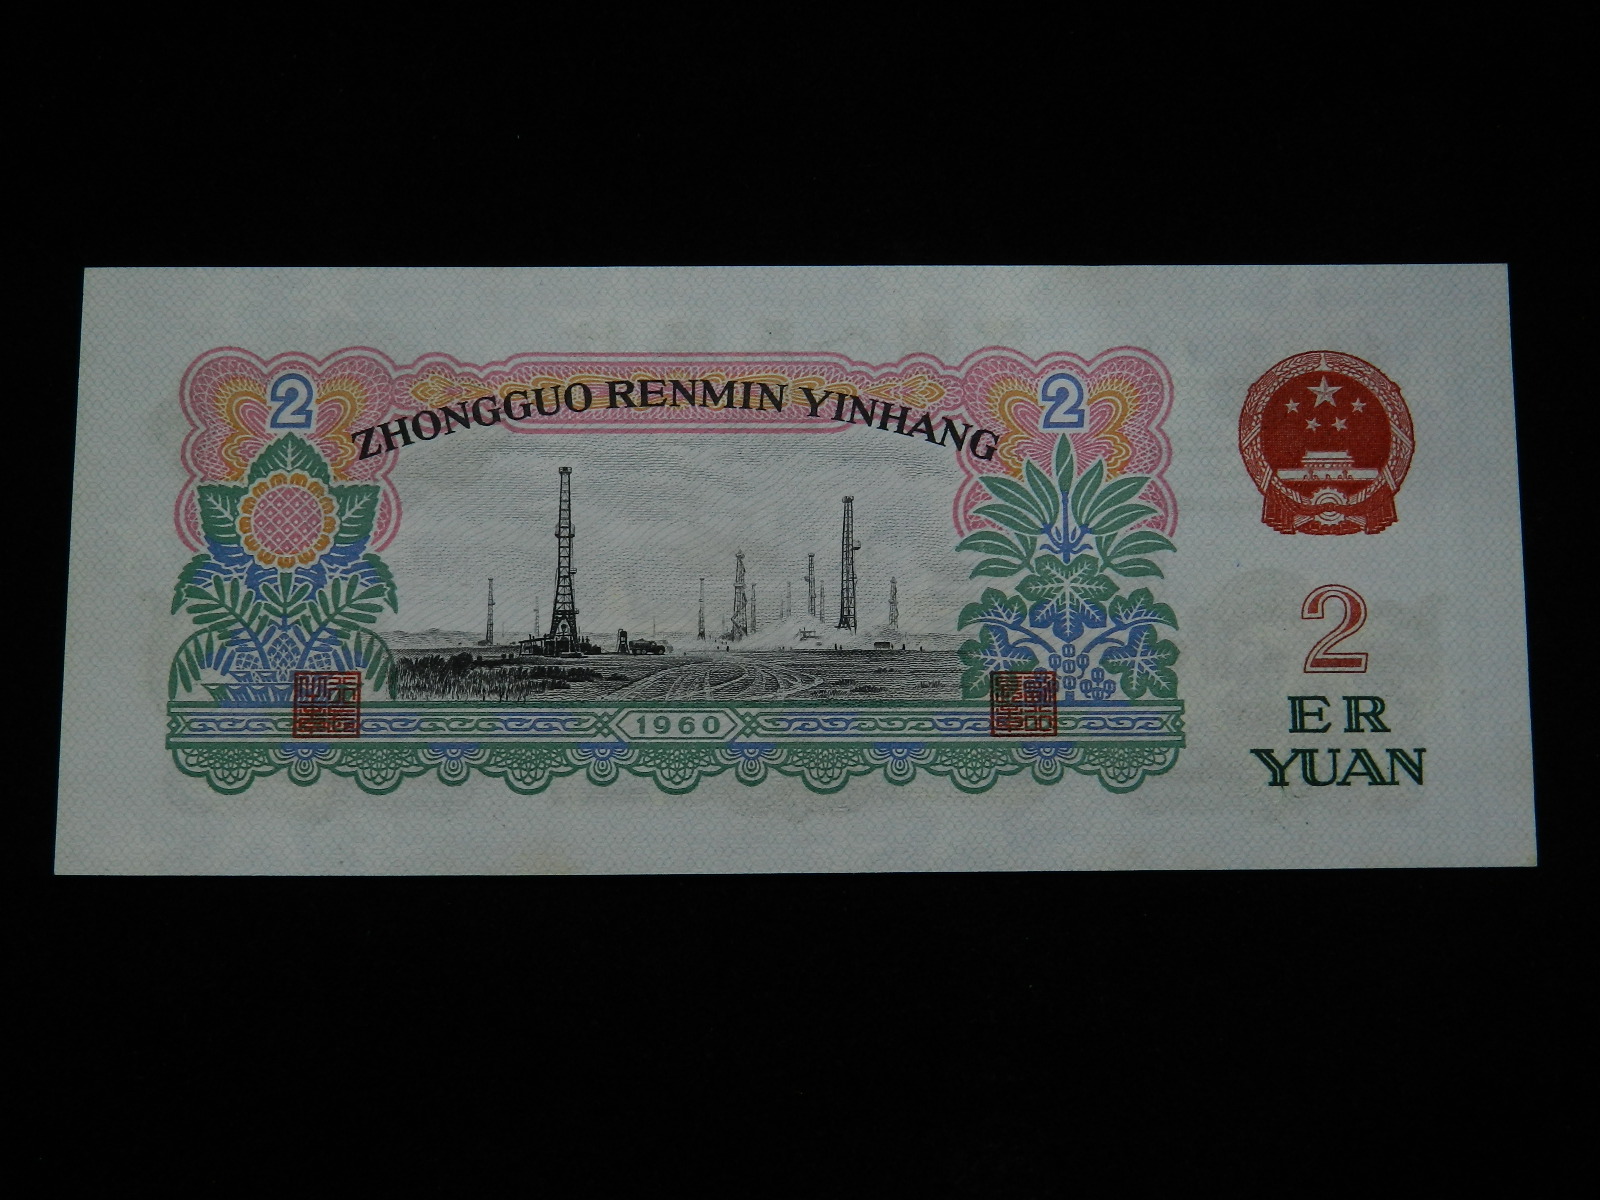 ZHONGGUO RENMIN YINHANG
2
2
1960
2
ER
YUAN